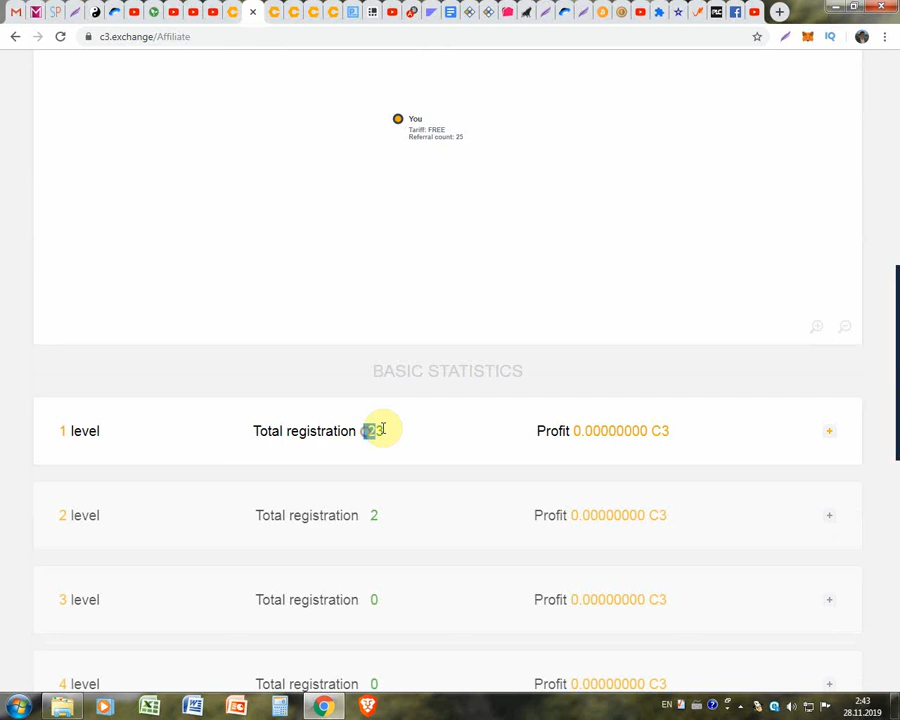 c3.exchange/Affiliate
You
Tariff: FREE
Referral count: 25
BASIC STATISTICS
1 level Total registration 23 Profit 0.00000000 C3 +
2 level Total registration 2 Profit 0.00000000 C3 +
3 level Total registration 0 Profit 0.00000000 C3 +
4 level Total registration 0 Profit 0.00000000 C3
EN 2:43
28.11.2019